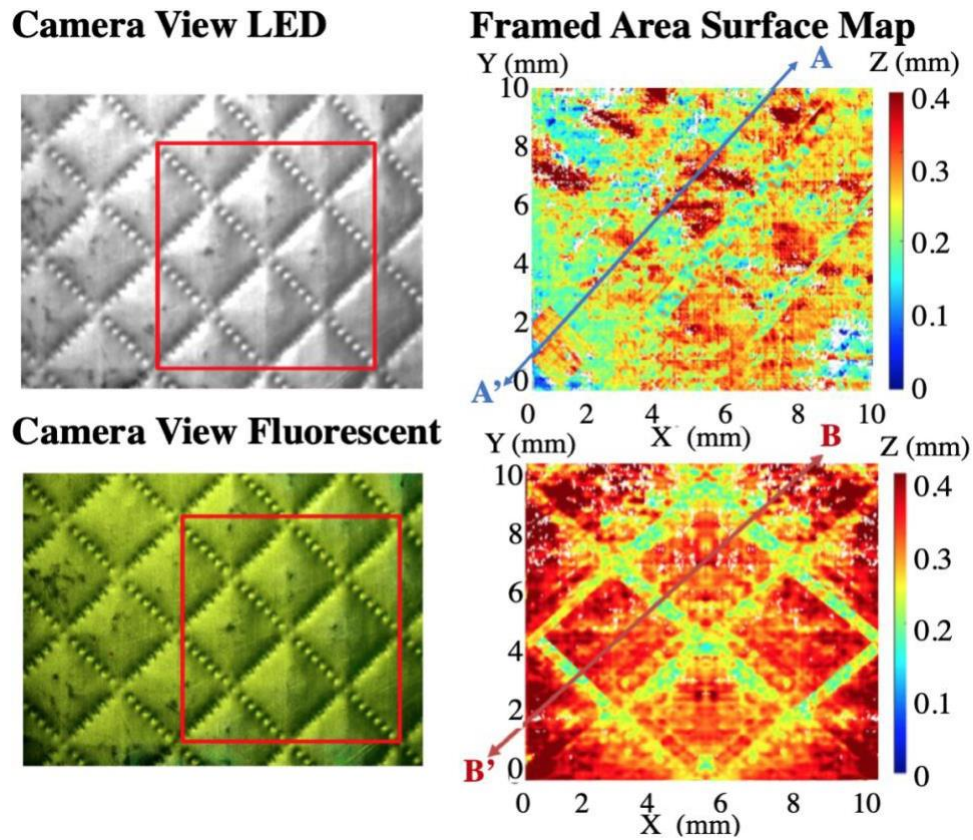 Camera View LED
Framed Area Surface Map
Y (mm)
A
Z (mm)
10
8
6
4
2
0
A’
0 2 4 6 8 10
X (mm)
0.4
0.3
0.2
0.1
0
Camera View Fluorescent
Y (mm)
B
Z (mm)
10
8
6
4
2
0
B’
0 2 4 6 8 10
X (mm)
0.4
0.3
0.2
0.1
0